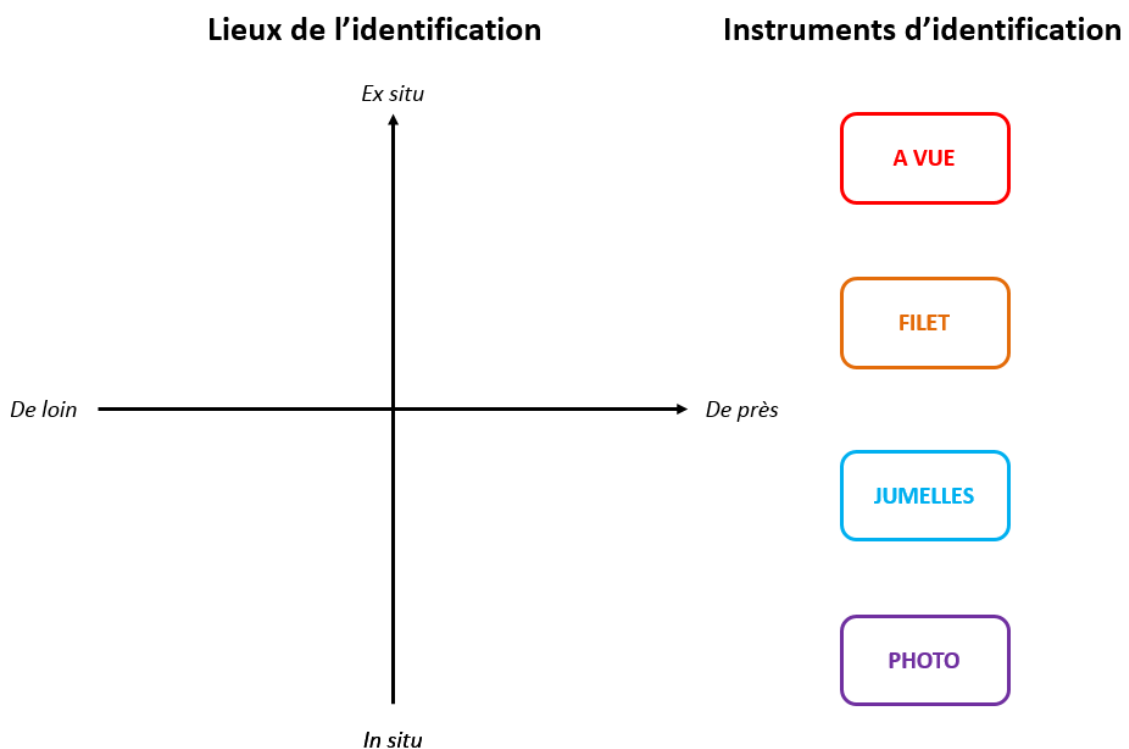 Lieux de l’identification
Instruments d’identification
Ex situ
A VUE
FILET
De loin
De près
JUMELLES
PHOTO
In situ